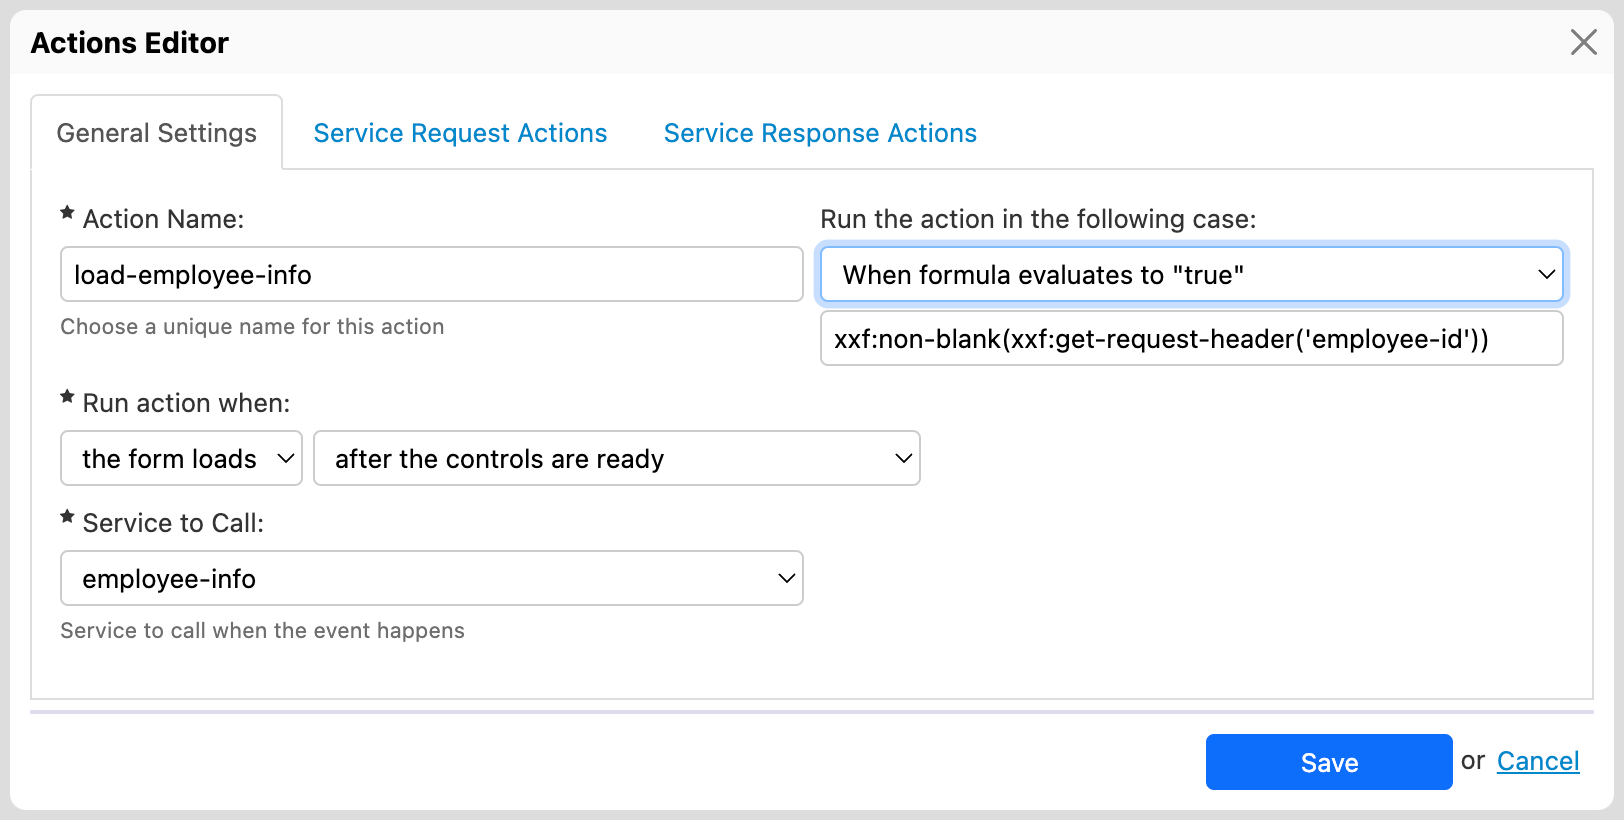 Actions Editor
General Settings
Service Request Actions
Service Response Actions
★ Action Name:
load-employee-info
Choose a unique name for this action
Run the action in the following case:
When formula evaluates to "true"
xxf:non-blank(xxf:get-request-header('employee-id'))
★ Run action when:
the form loads
after the controls are ready
★ Service to Call:
employee-info
Service to call when the event happens
Save or Cancel